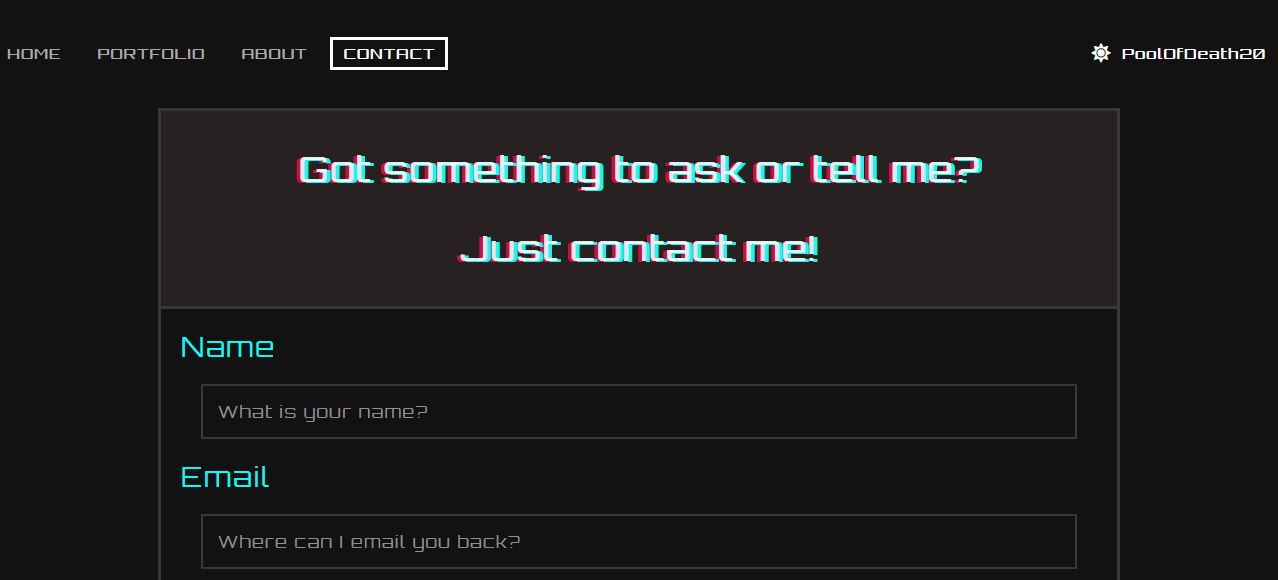 HOME PORTFOLIO ABOUT CONTACT PoolOfDeath20
Got something to ask or tell me?
Just contact me!
Name
What is your name?
Email
Where can I email you back?